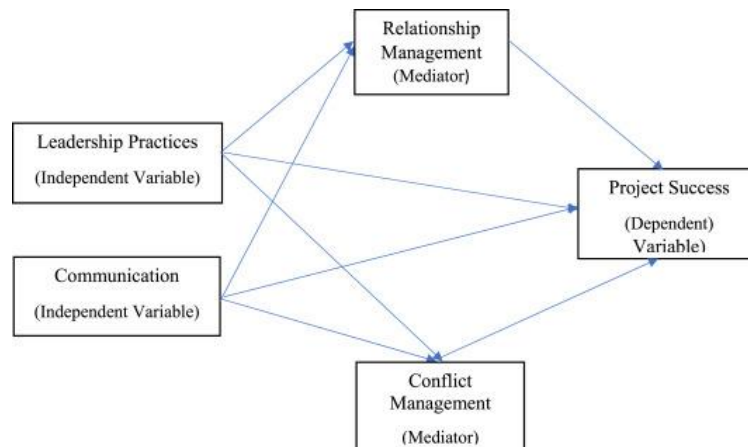 Relationship
Management
(Mediator)
Leadership Practices
(Independent Variable)
Project Success
(Dependent)
Variable)
Communication
(Independent Variable)
Conflict
Management
(Mediator)